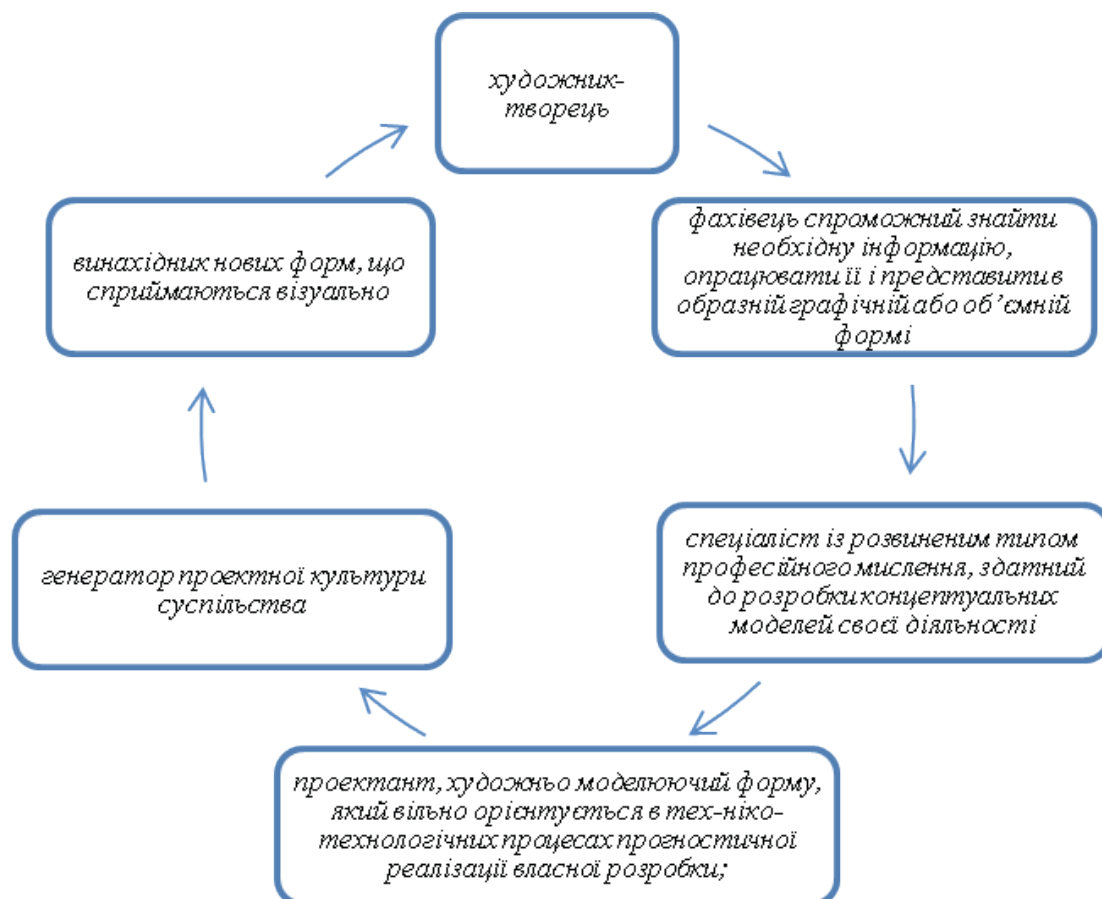 художник-
творець
фахівець спроможний знайти
необхідну інформацію,
опрацювати її і представити в
образній графічній або об’ємній
формі
спеціаліст із розвиненим типом
професійного мислення, здатний
до розробки концептуальних
моделей своєї діяльності
проектант, художньо моделюючий форму,
який вільно орієнтується в тех-ніко-
технологічних процесах прогностичної
реалізації власної розробки;
генератор проектної культури
суспільства
винахідник нових форм, що
сприймаються візуально